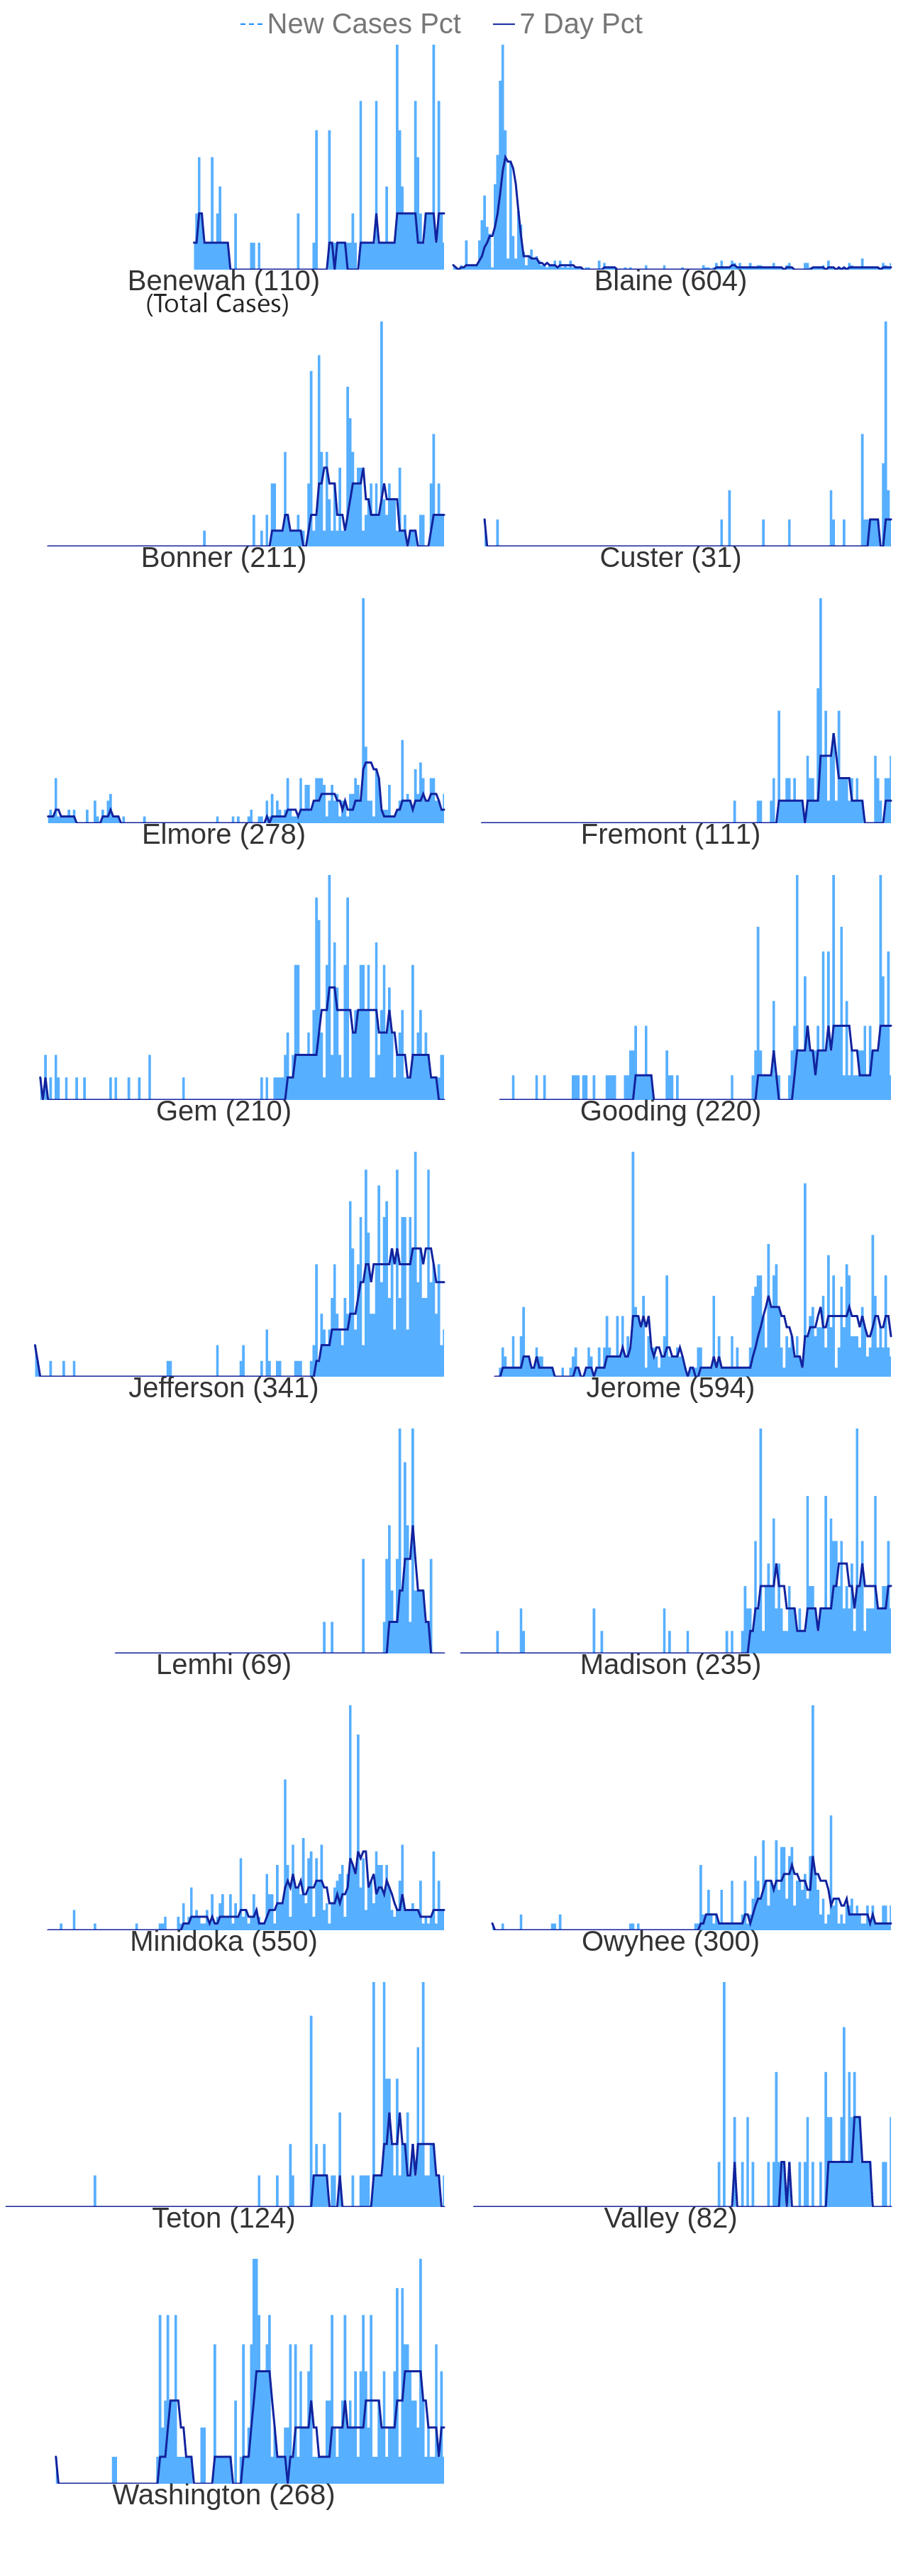 New Cases Pct 7 Day Pct
Benewah (110) Blaine (604)
(Total Cases)
Bonner (211) Custer (31)
Elmore (278) Fremont (111)
Gem (210) Gooding (220)
Jefferson (341) Jerome (594)
Lemhi (69) Madison (235)
Minidoka (550) Owyhee (300)
Teton (124) Valley (82)
Washington (268)